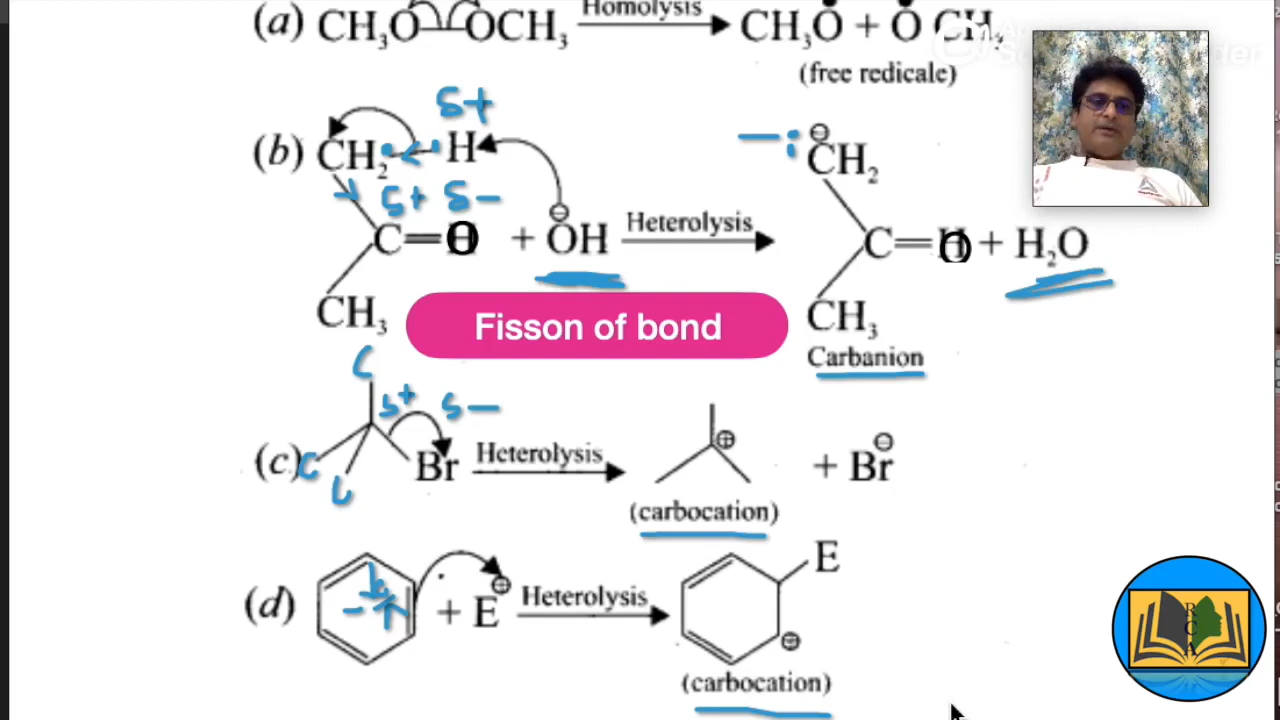 (a) CH₃O—OCH₃ Homolysis CH₃O + O CH₃
(free redicale)
δ+
(b) CH₂ H ⊖ CH₂
δ+ δ−
C=O + ⊖OH Heterolysis C=O + H₂O
CH₃ Fisson of bond CH₃
Carbanion
C
δ+ δ−
(c) C Br Heterolysis ⊕ + Br⊖
C
(carbocation)
E
(d) + E⊕ Heterolysis ⊕
(carbocation)
R
C
A